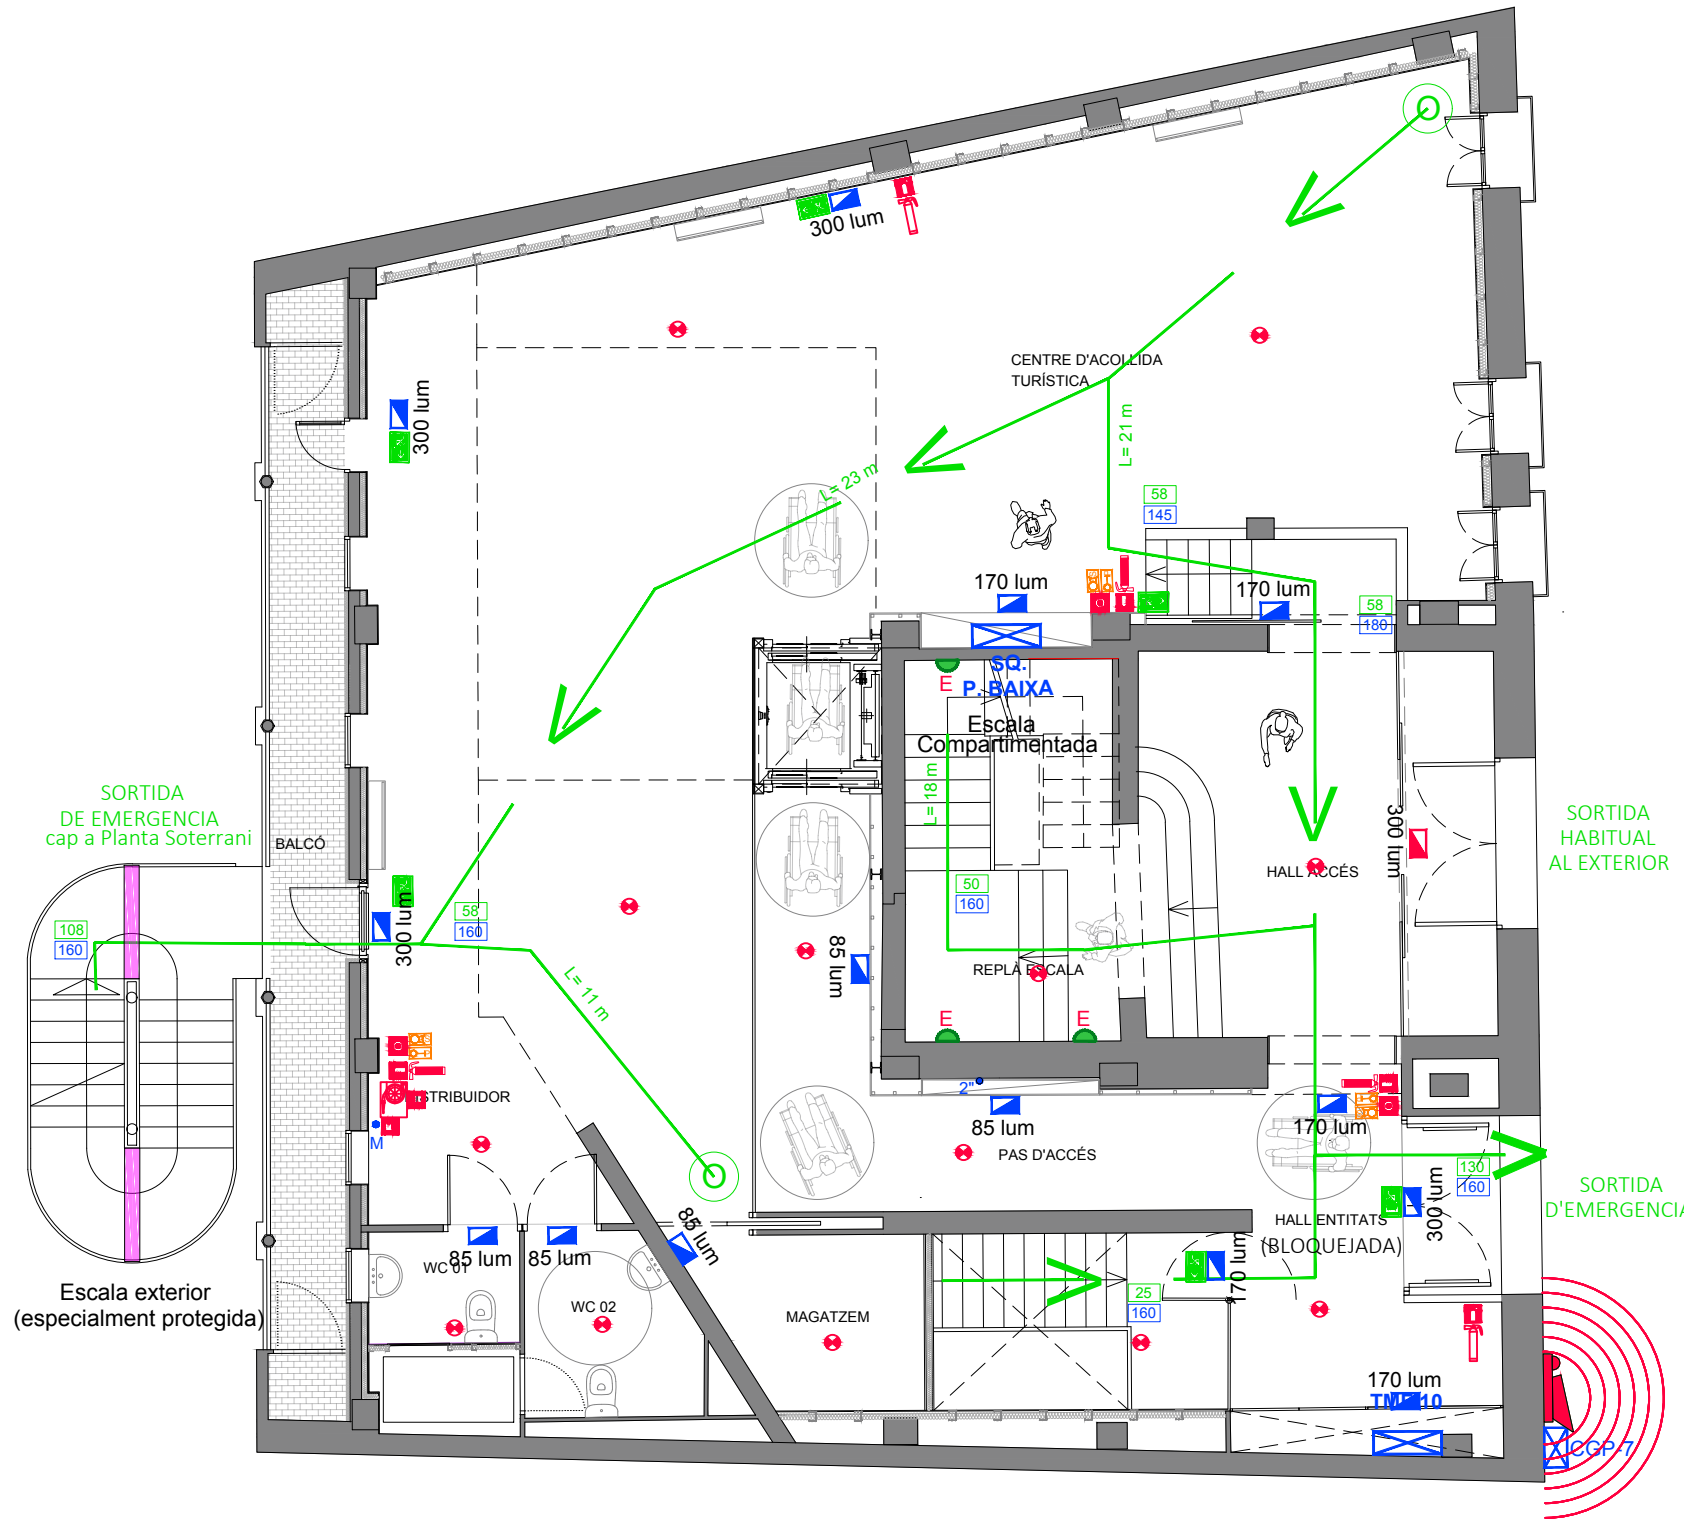 300 lum
300 lum
CENTRE D'ACOLLIDA
TURÍSTICA
L= 21 m
L= 23 m
58
145
170 lum
170 lum
58
180
SQ.
P. BAIXA
E
Escala
Compartimentada
L= 18 m
SORTIDA
DE EMERGENCIA
cap a Planta Soterrani
BALCÓ
SORTIDA
HABITUAL
AL EXTERIOR
300 lum
HALL ACCÉS
50
160
58
160
108
160
300 lum
85 lum
REPLÀ ESCALA
L= 11 m
E
E
2"
DISTRIBUIDOR
M
85 lum
PAS D'ACCÉS
170 lum
130
160
SORTIDA
D'EMERGENCIA
300 lum
HALL ENTITATS
(BLOQUEJADA)
85 lum
85 lum
85 lum
170 lum
WC 01
WC 02
MAGATZEM
25
160
Escala exterior
(especialment protegida)
170 lum
CGP-7